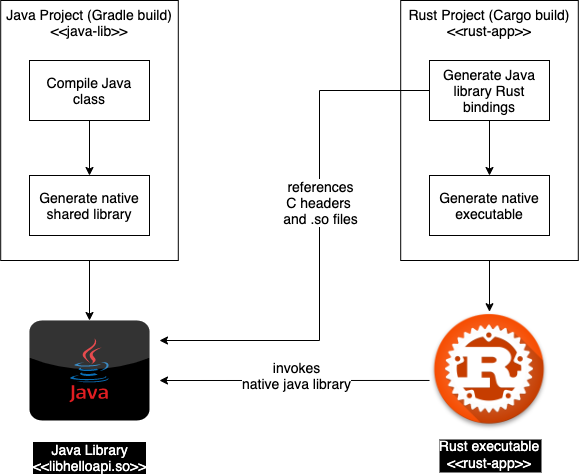 Java Project (Gradle build)
<<java-lib>>
Compile Java
class
Generate native
shared library
Rust Project (Cargo build)
<<rust-app>>
Generate Java
library Rust
bindings
Generate native
executable
references
C headers
and .so files
invokes
native java library
Java
R
Java Library
<<libhelloapi.so>>
Rust executable
<<rust-app>>